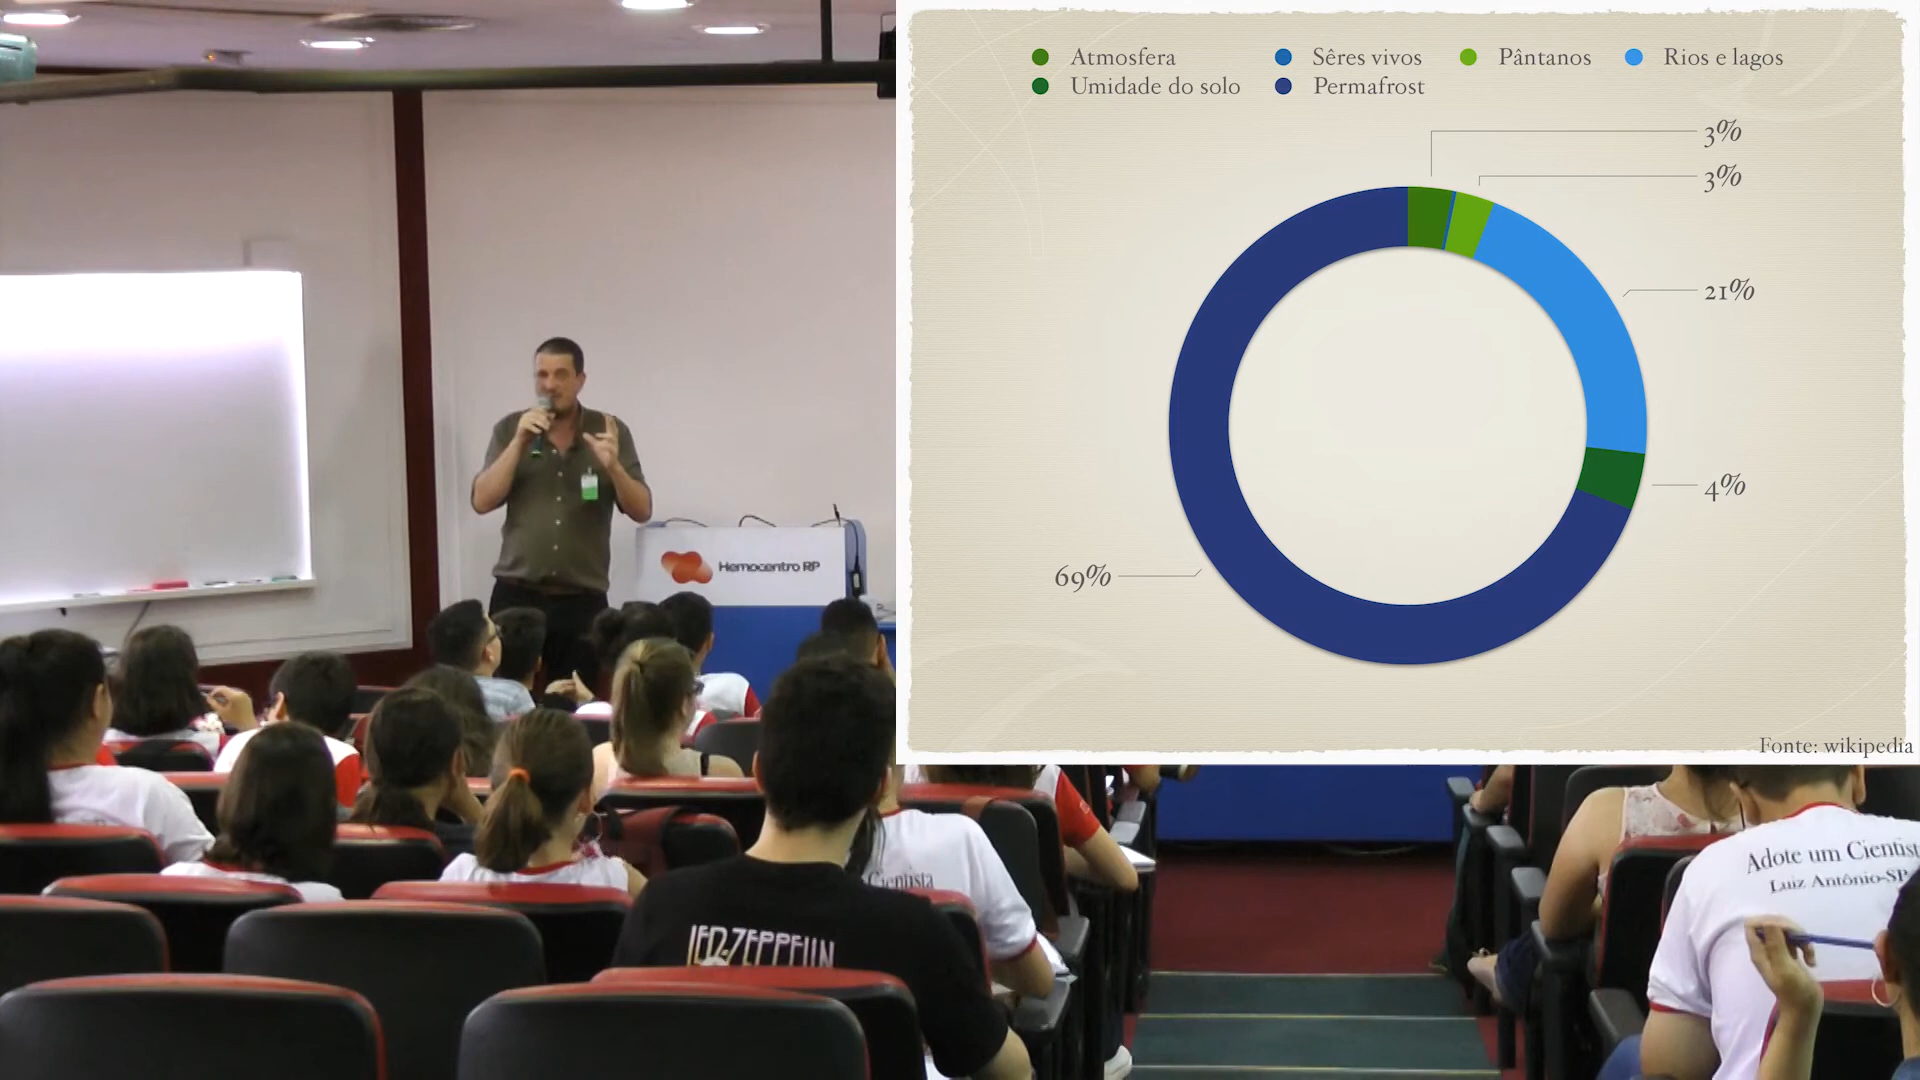 Atmosfera
Sêres vivos
Pântanos
Rios e lagos
Umidade do solo
Permafrost
3%
3%
21%
4%
69%
Fonte: wikipedia
Hemocentro RP
Cientista
LED-ZEPPELIN
Adote um Cientist
Luiz Antônio-SP